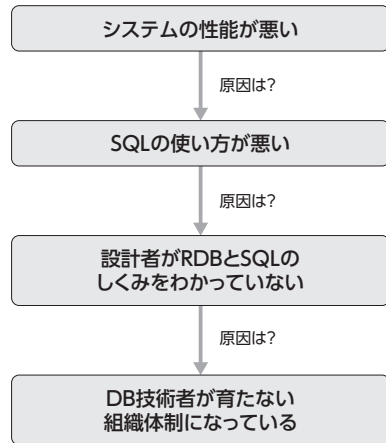 システムの性能が悪い
原因は?
SQLの使い方が悪い
原因は?
設計者がRDBとSQLの
しくみをわかっていない
原因は?
DB技術者が育たない
組織体制になっている